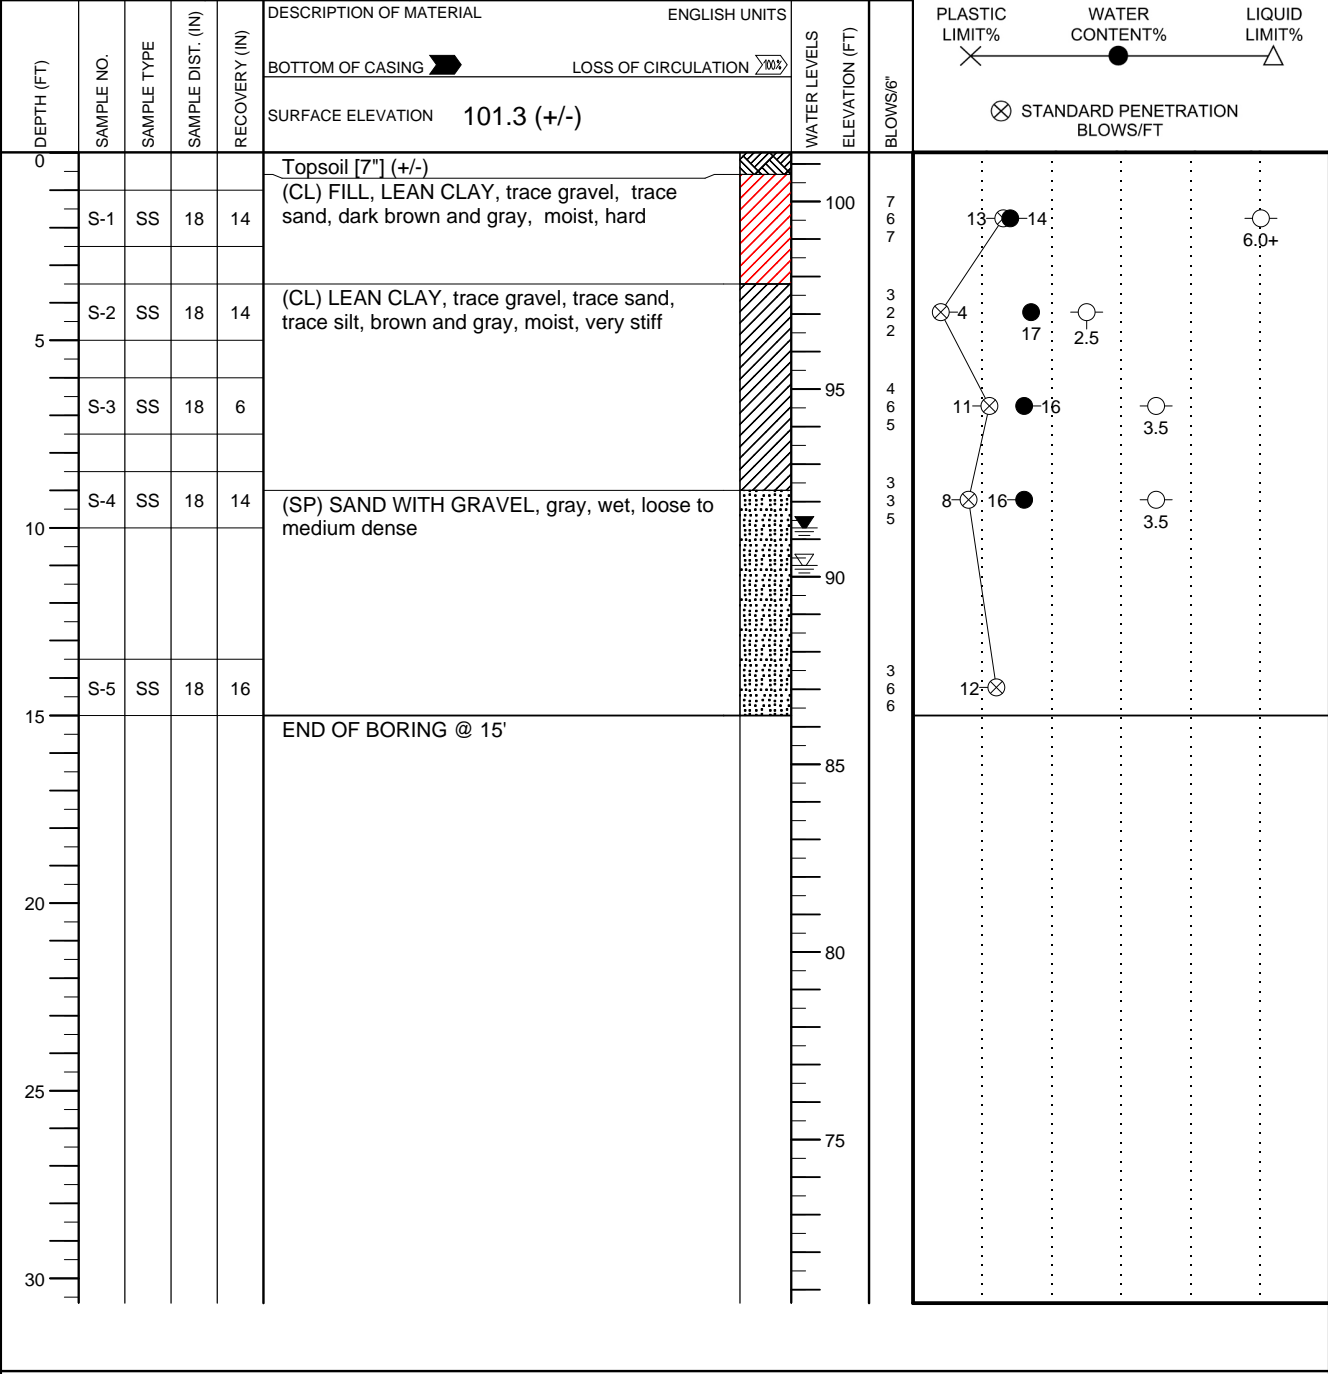 DEPTH (FT)
SAMPLE NO.
SAMPLE TYPE
SAMPLE DIST. (IN)
RECOVERY (IN)
DESCRIPTION OF MATERIAL
ENGLISH UNITS
BOTTOM OF CASING
LOSS OF CIRCULATION 100%
SURFACE ELEVATION 101.3 (+/-)
WATER LEVELS
ELEVATION (FT)
BLOWS/6"
PLASTIC
LIMIT%
WATER
CONTENT%
LIQUID
LIMIT%
STANDARD PENETRATION
BLOWS/FT
0
Topsoil [7"] (+/-)
(CL) FILL, LEAN CLAY, trace gravel, trace
sand, dark brown and gray, moist, hard
S-1 SS 18 14
100
7
6
7
13 14
6.0+
(CL) LEAN CLAY, trace gravel, trace sand,
trace silt, brown and gray, moist, very stiff
S-2 SS 18 14
3
2
2
4
17
2.5
5
S-3 SS 18 6
95
4
6
5
11 16
3.5
S-4 SS 18 14
(SP) SAND WITH GRAVEL, gray, wet, loose to
medium dense
3
3
5
8 16
3.5
10
90
S-5 SS 18 16
3
6
6
12
15
END OF BORING @ 15'
85
20
80
25
75
30